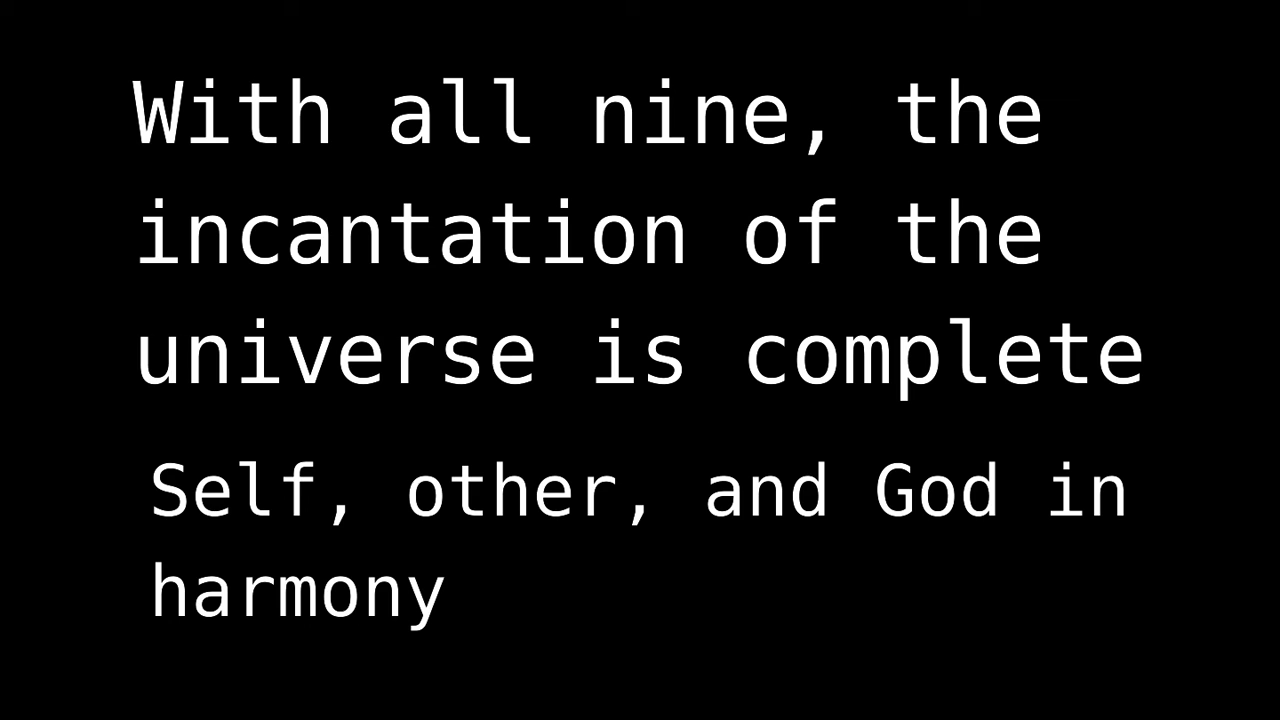 With all nine, the
incantation of the
universe is complete
Self, other, and God in
harmony